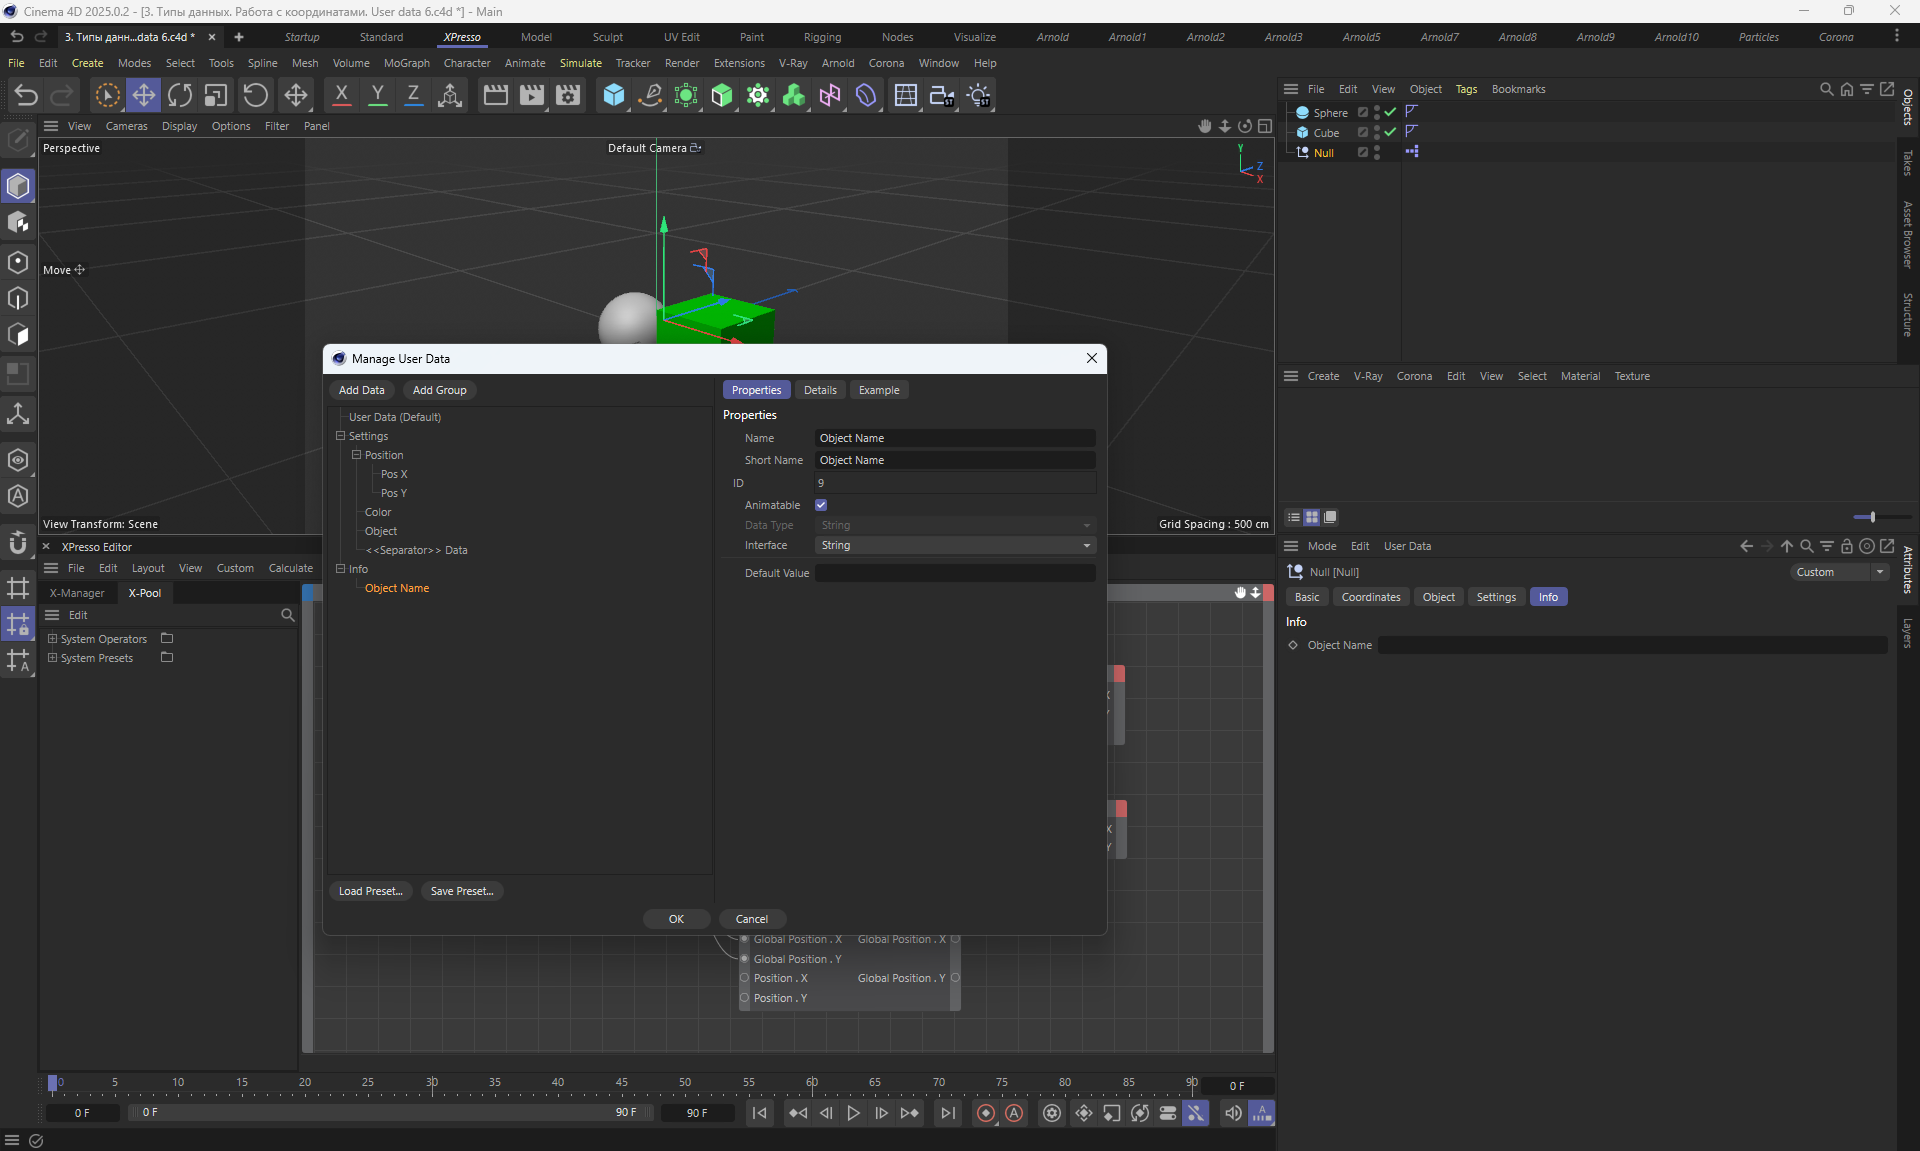 Cinema 4D 2025.0.2 - [3. Типы данных. Работа с координатами. User data 6.c4d *] - Main
3. Типы данн...data 6.c4d * Startup Standard XPresso Model Sculpt UV Edit Paint Rigging Nodes Visualize Arnold Arnold1 Arnold2 Arnold3 Arnold5 Arnold7 Arnold8 Arnold9 Arnold10 Particles Corona
File Edit Create Modes Select Tools Spline Mesh Volume MoGraph Character Animate Simulate Tracker Render Extensions V-Ray Arnold Corona Window Help
X Y Z ST ST
File Edit View Object Tags Bookmarks
Sphere
Cube
Null
Objects
Takes
Asset Browser
Structure
View Cameras Display Options Filter Panel
Perspective
Default Camera
Y
Z
X
Move
View Transform: Scene
Grid Spacing : 500 cm
Manage User Data
Add Data Add Group
User Data (Default)
Settings
Position
Pos X
Pos Y
Color
Object
<<Separator>> Data
Info
Object Name
Load Preset... Save Preset...
Properties Details Example
Properties
Name Object Name
Short Name Object Name
ID 9
Animatable
Data Type String
Interface String
Default Value
OK Cancel
Create V-Ray Corona Edit View Select Material Texture
Mode Edit User Data
Null [Null]
Custom
Basic Coordinates Object Settings Info
Info
Object Name
Attributes
Layers
XPresso Editor
File Edit Layout View Custom Calculate
X-Manager X-Pool
Edit
System Operators
System Presets
X
Y
Global Position . X Global Position . X
Global Position . Y
Position . X Global Position . Y
Position . Y
0 5 10 15 20 25 30 35 40 45 50 55 60 65 70 75 80 85 90 0 F
0 F 0 F 90 F 90 F